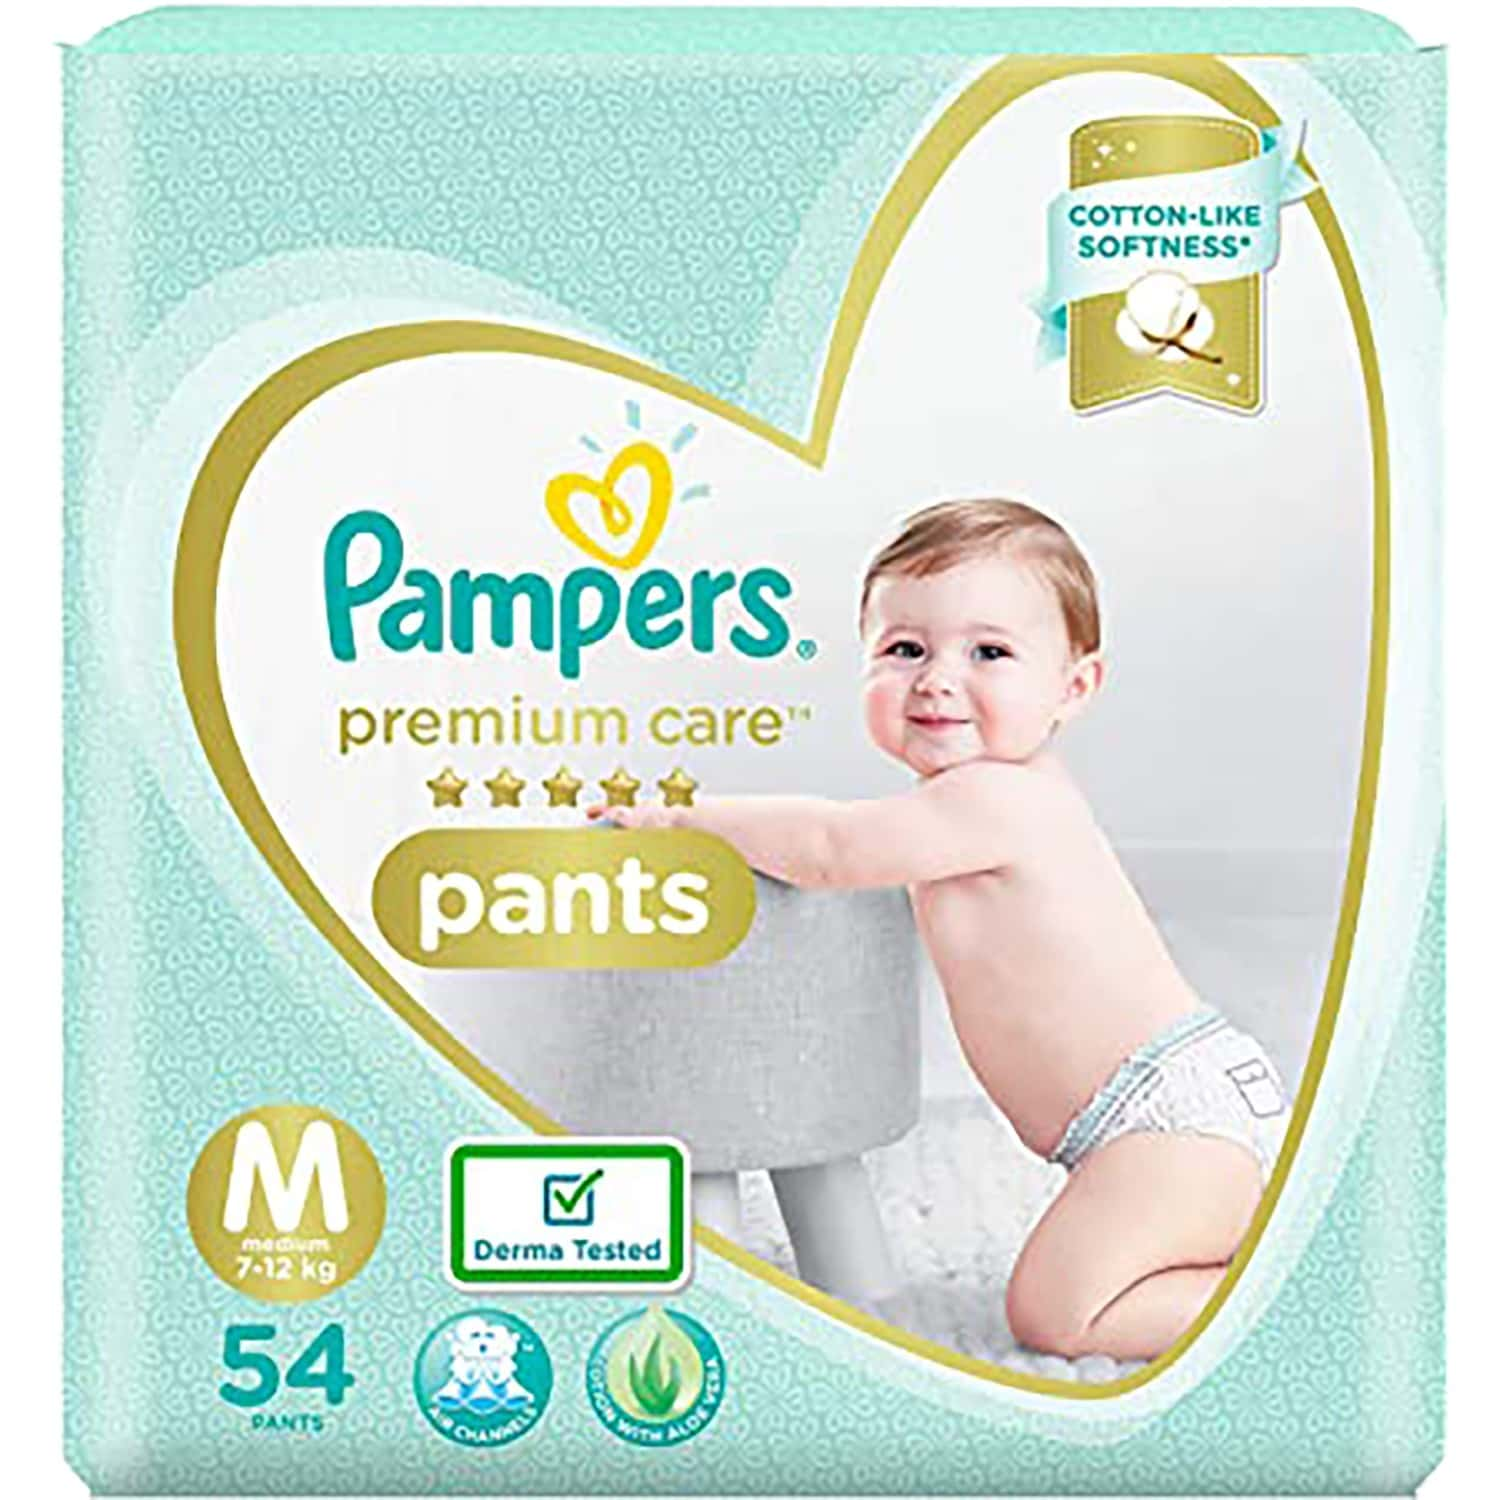 COTTON-LIKE
SOFTNESS*
Pampers®
premium care™
pants
M
medium
7-12 kg
54
PANTS
Derma Tested
AIR CHANNELS™
LOTION WITH ALOE VERA